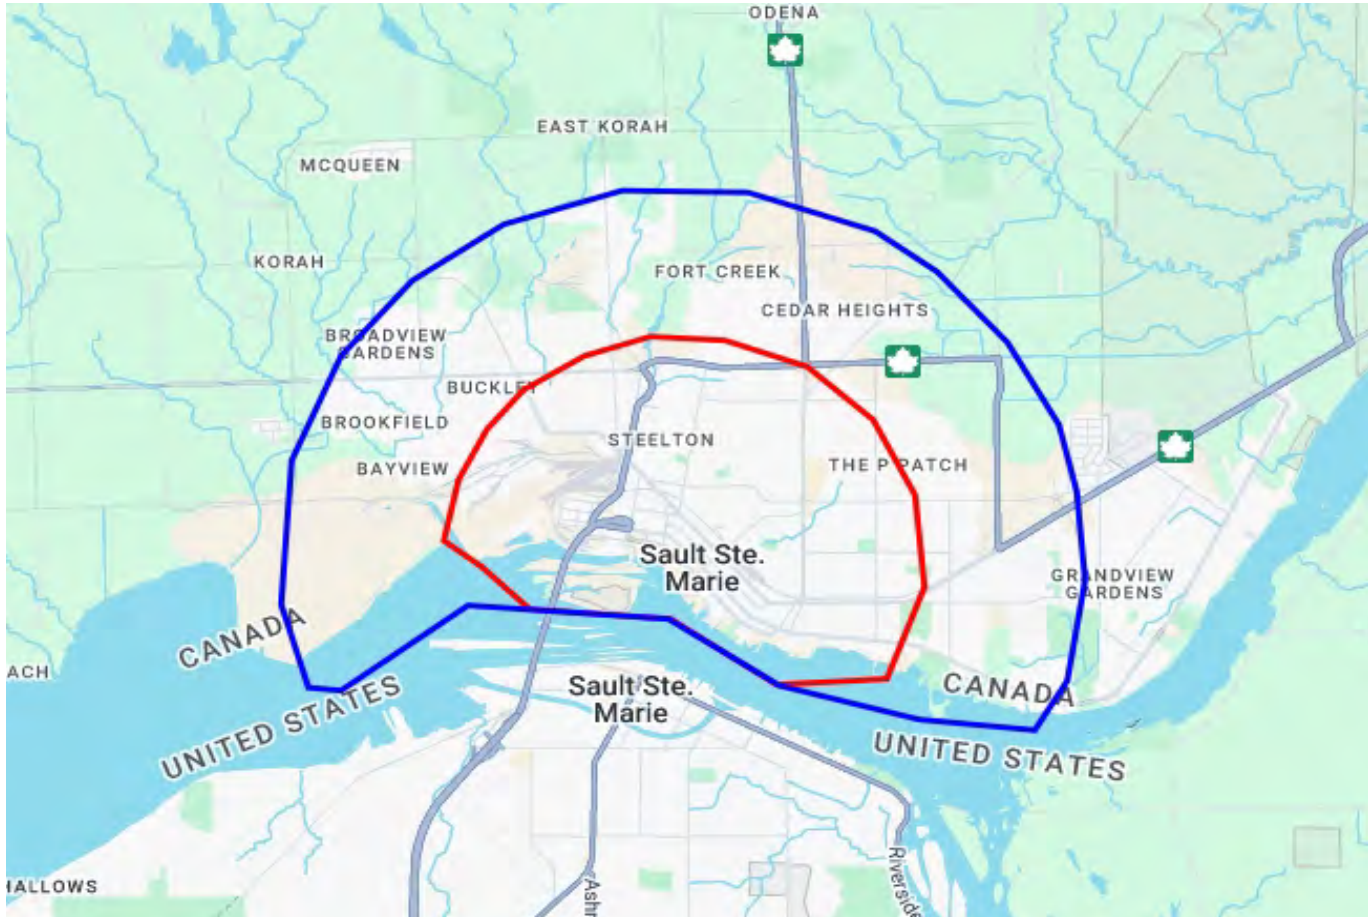 ODENA
EAST KORAH
MCQUEEN
KORAH
FORT CREEK
CEDAR HEIGHTS
BROADVIEW
GARDENS
BUCKLEY
BROOKFIELD
STEELTON
BAYVIEW
THE P PATCH
Sault Ste.
Marie
GRANDVIEW
GARDENS
CANADA
ACH
UNITED STATES
Sault Ste.
Marie
CANADA
UNITED STATES
HALLOWS
Ashm
Riverside